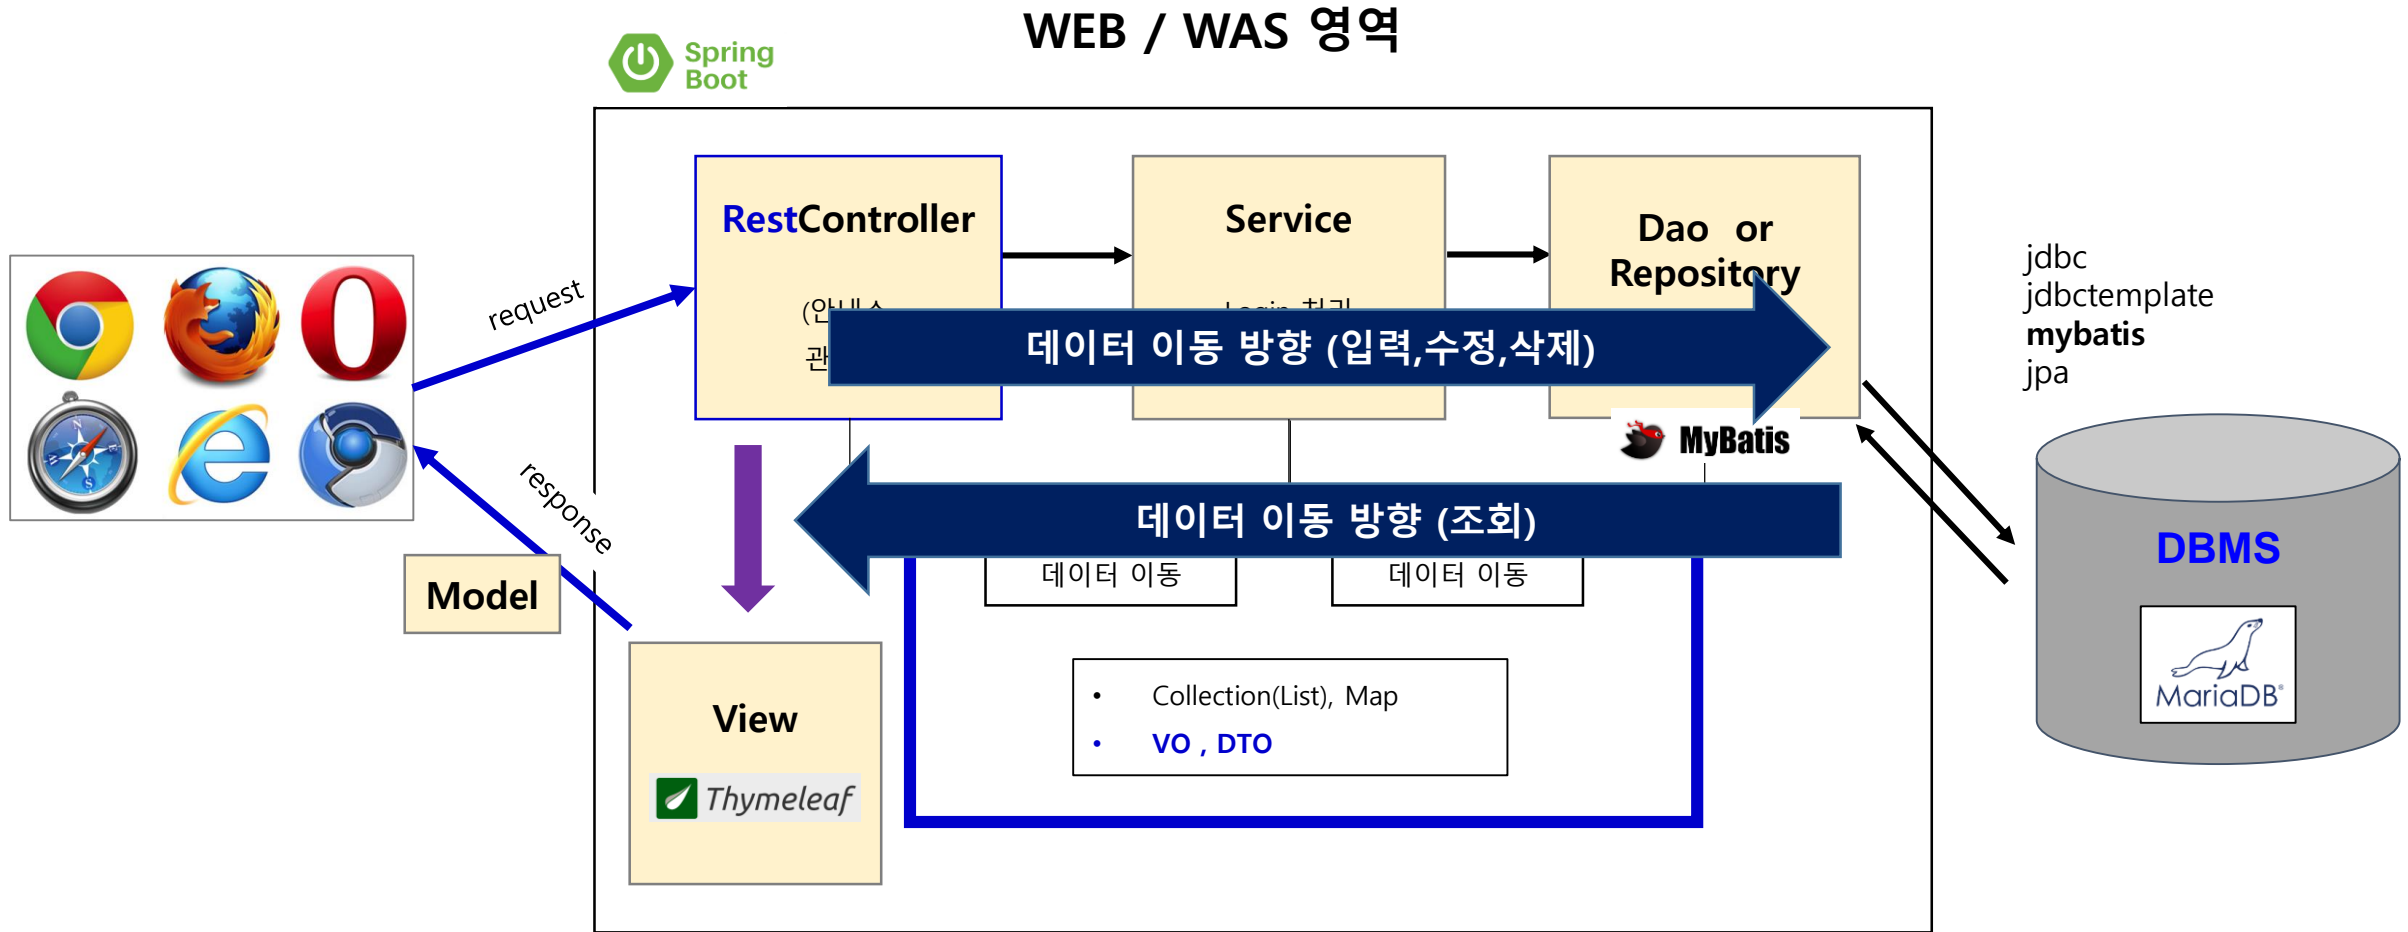 WEB / WAS 영역
Spring
Boot
RestController
Service
Dao or
Repository
request
데이터 이동 방향 (입력,수정,삭제)
jdbc
jdbctemplate
mybatis
jpa
MyBatis
response
데이터 이동 방향 (조회)
데이터 이동
데이터 이동
DBMS
Model
MariaDB
View
• Collection(List), Map
• VO , DTO
Thymeleaf